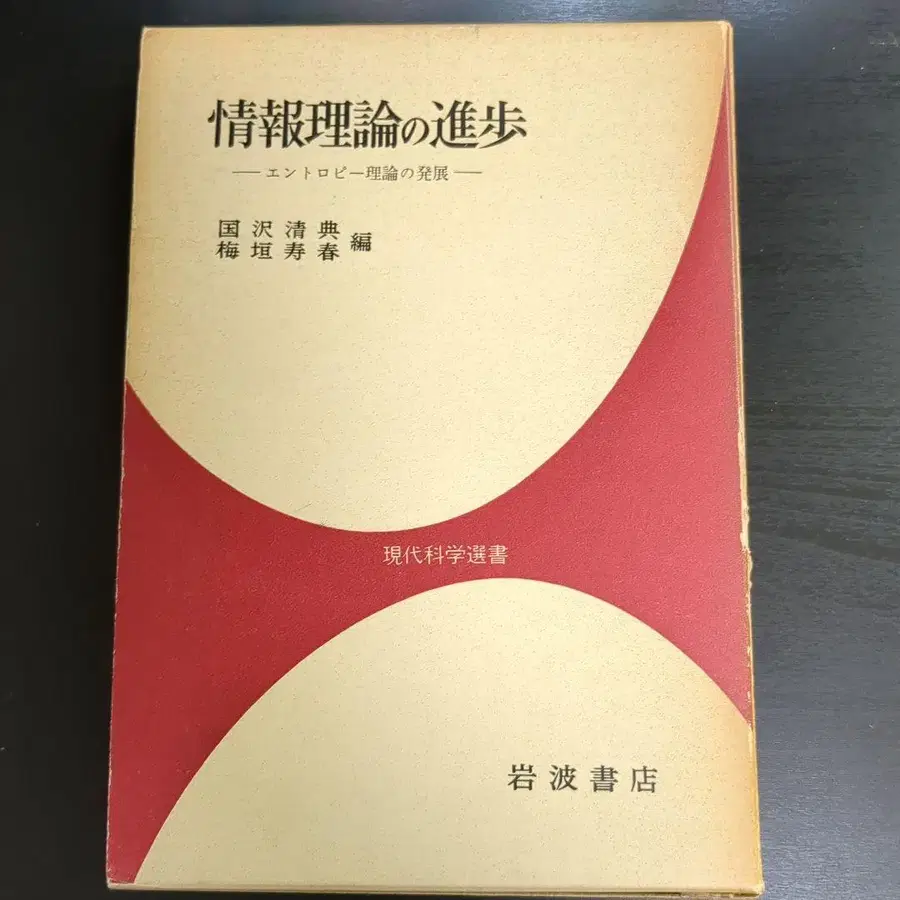 情報理論の進歩
― エントロピー理論の発展 ―
国沢清典
梅垣寿春 編
現代科学選書
岩波書店